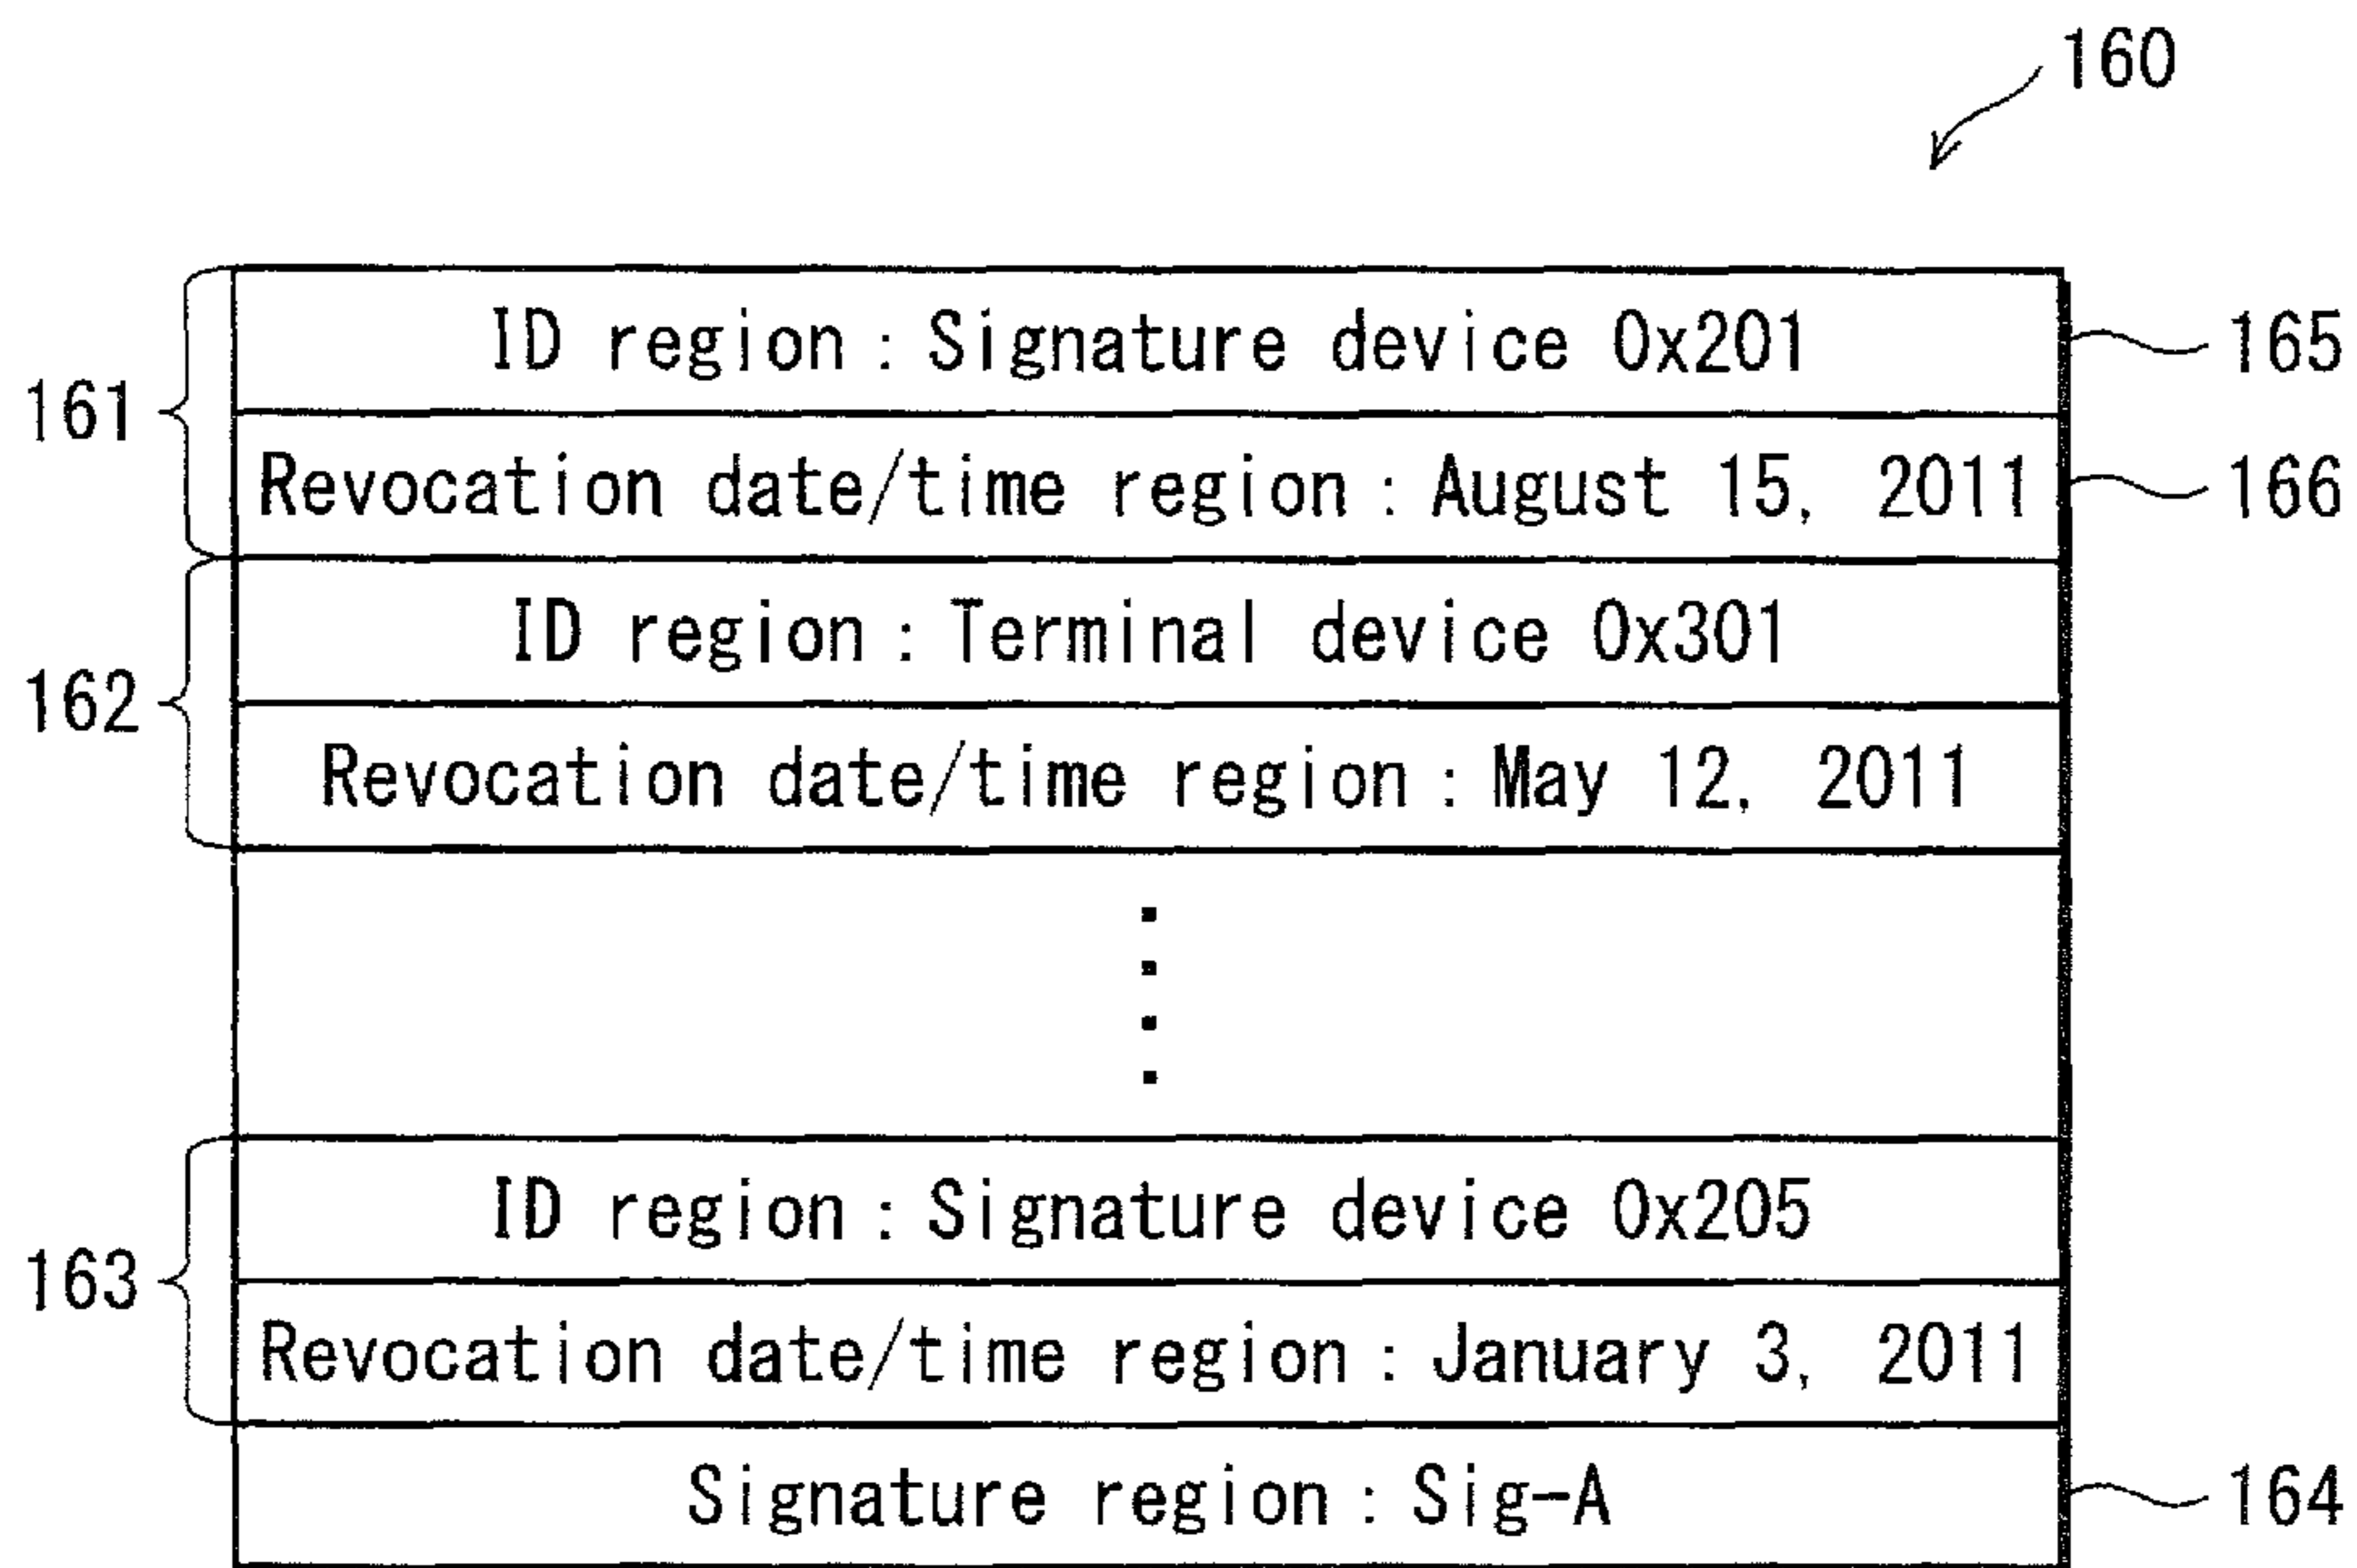 160
ID region : Signature device 0x201
165
161
Revocation date/time region : August 15, 2011
166
ID region : Terminal device 0x301
162
Revocation date/time region : May 12, 2011
ID region : Signature device 0x205
163
Revocation date/time region : January 3, 2011
Signature region : Sig-A
164